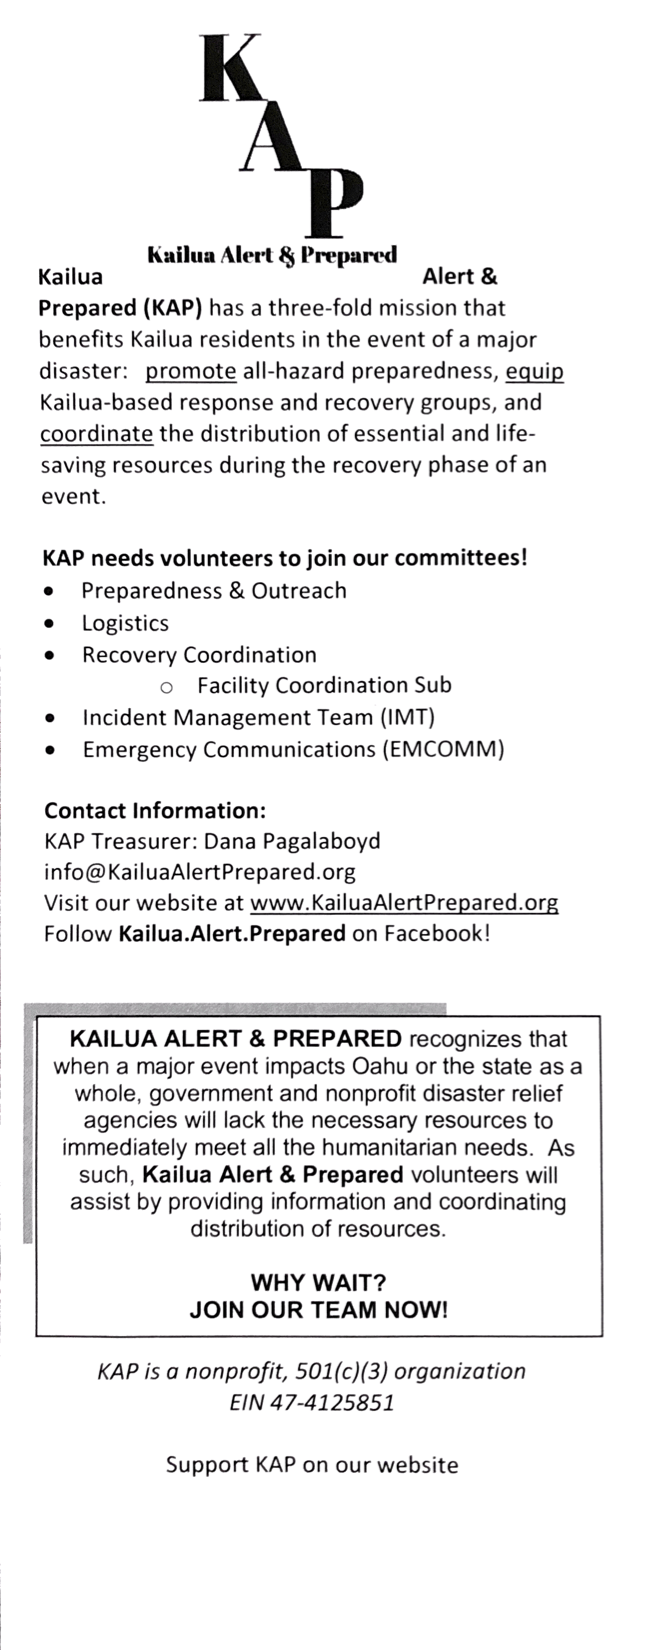 K
A
P
Kailua Alert & Prepared
Kailua Alert &
Prepared (KAP) has a three-fold mission that
benefits Kailua residents in the event of a major
disaster: promote all-hazard preparedness, equip
Kailua-based response and recovery groups, and
coordinate the distribution of essential and life-
saving resources during the recovery phase of an
event.
KAP needs volunteers to join our committees!
• Preparedness & Outreach
• Logistics
• Recovery Coordination
o Facility Coordination Sub
• Incident Management Team (IMT)
• Emergency Communications (EMCOMM)
Contact Information:
KAP Treasurer: Dana Pagalaboyd
info@KailuaAlertPrepared.org
Visit our website at www.KailuaAlertPrepared.org
Follow Kailua.Alert.Prepared on Facebook!
KAILUA ALERT & PREPARED recognizes that
when a major event impacts Oahu or the state as a
whole, government and nonprofit disaster relief
agencies will lack the necessary resources to
immediately meet all the humanitarian needs. As
such, Kailua Alert & Prepared volunteers will
assist by providing information and coordinating
distribution of resources.
WHY WAIT?
JOIN OUR TEAM NOW!
KAP is a nonprofit, 501(c)(3) organization
EIN 47-4125851
Support KAP on our website